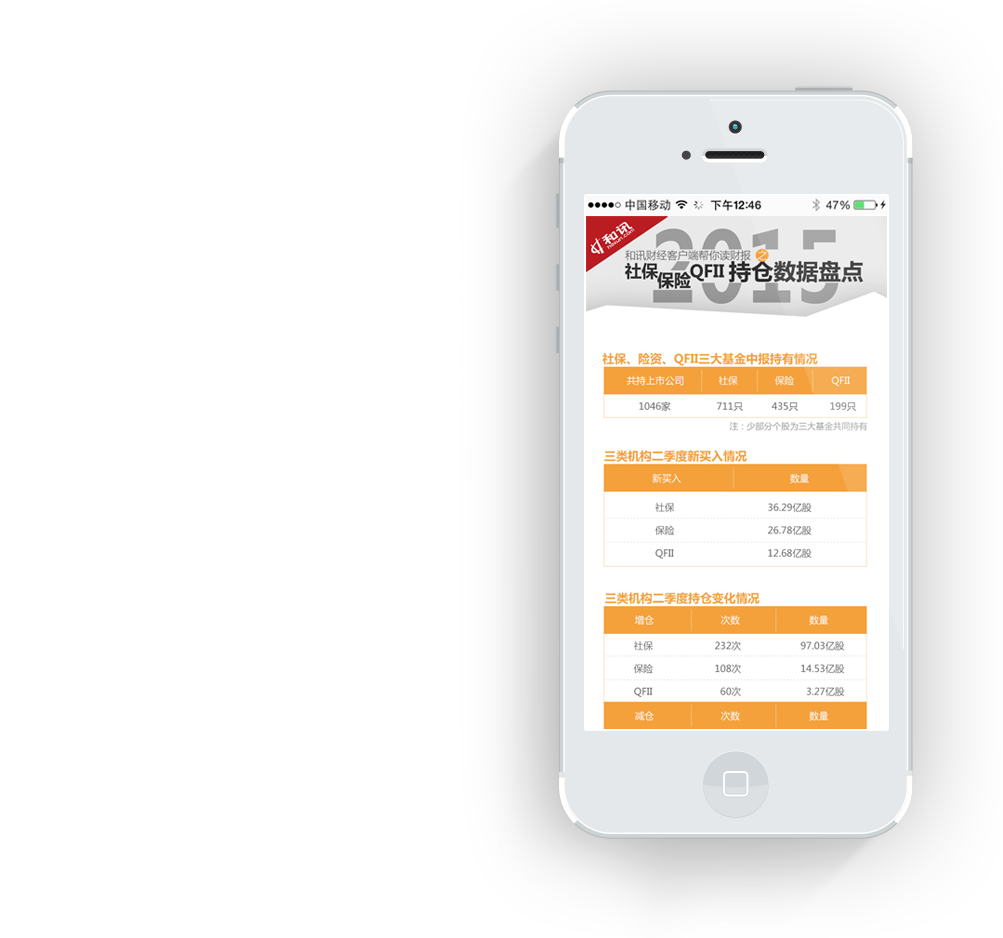 中国移动 下午12:46 47%
和讯
hexun.com
2015
和讯财经客户端帮你读财报 之
社保 保险 QFII 持仓数据盘点
社保、险资、QFII三大基金中报持有情况
共持上市公司 社保 保险 QFII
1046家 711只 435只 199只
注：少部分个股为三大基金共同持有
三类机构二季度新买入情况
新买入 数量
社保 36.29亿股
保险 26.78亿股
QFII 12.68亿股
三类机构二季度持仓变化情况
增仓 次数 数量
社保 232次 97.03亿股
保险 108次 14.53亿股
QFII 60次 3.27亿股
减仓 次数 数量